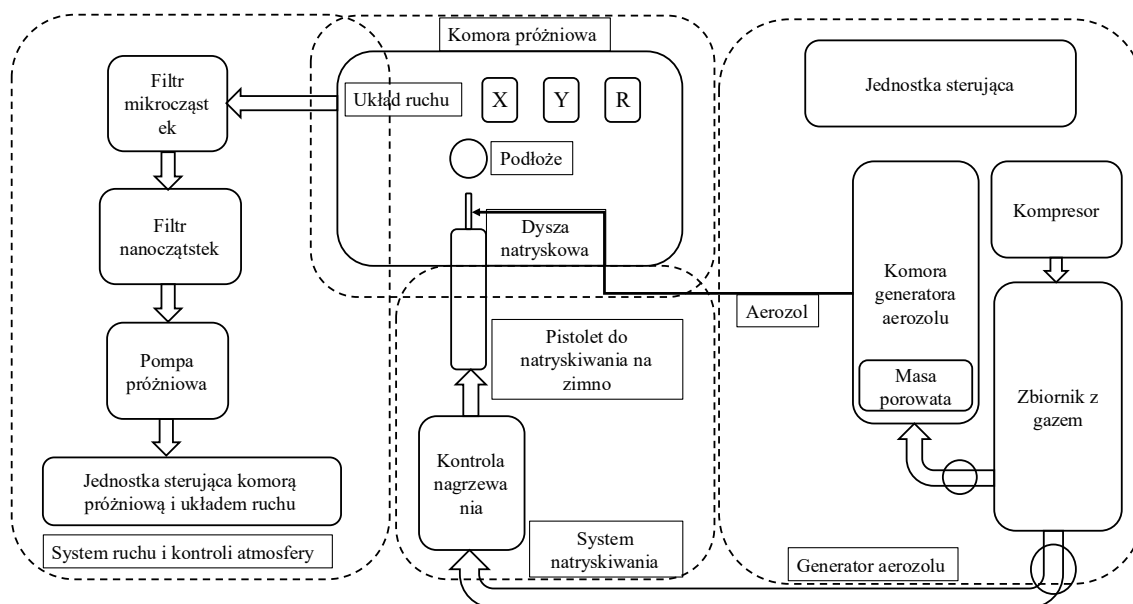 Komora próżniowa
Filtr
mikrocząst
ek
Układ ruchu
X
Y
R
Podłoże
Dysza
natryskowa
Filtr
nanoczątstek
Pompa
próżniowa
Jednostka sterująca komorą
próżniową i układem ruchu
System ruchu i kontroli atmosfery
Pistolet do
natryskiwania na
zimno
Kontrola
nagrzewa
nia
System
natryskiwania
Jednostka sterująca
Kompresor
Komora
generatora
aerozolu
Aerozol
Masa
porowata
Zbiornik z
gazem
Generator aerozolu